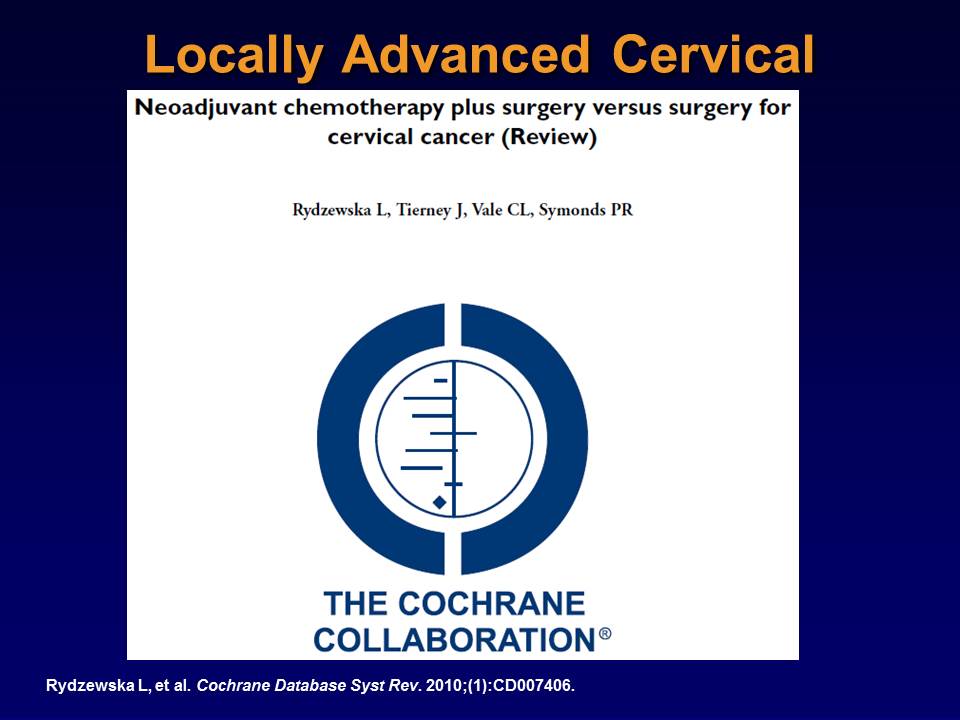 Locally Advanced Cervical
Neoadjuvant chemotherapy plus surgery versus surgery for
cervical cancer (Review)
Rydzewska L, Tierney J, Vale CL, Symonds PR
THE COCHRANE
COLLABORATION®
Rydzewska L, et al. Cochrane Database Syst Rev. 2010;(1):CD007406.